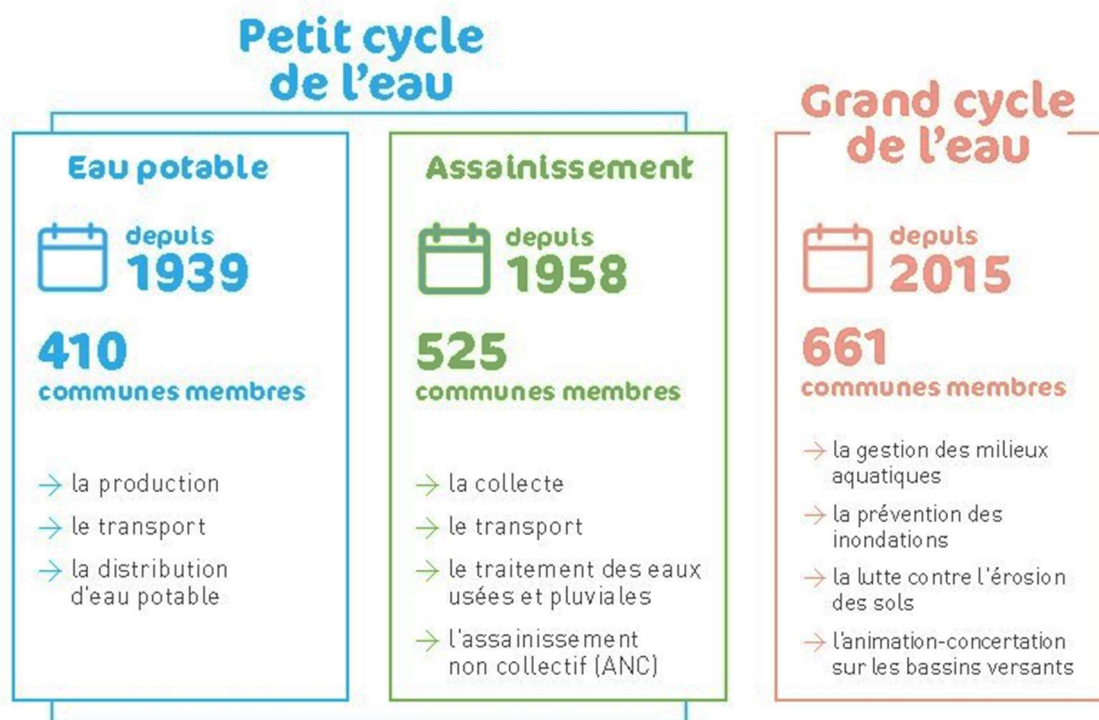 Petit cycle
de l'eau
Eau potable
depuis
1939
410
communes membres
→ la production
→ le transport
→ la distribution
d'eau potable
Assainissement
depuis
1958
525
communes membres
→ la collecte
→ le transport
→ le traitement des eaux
usées et pluviales
→ l'assainissement
non collectif (ANC)
Grand cycle
de l'eau
depuis
2015
661
communes membres
→ la gestion des milieux
aquatiques
→ la prévention des
inondations
→ la lutte contre l'érosion
des sols
→ l'animation-concertation
sur les bassins versants